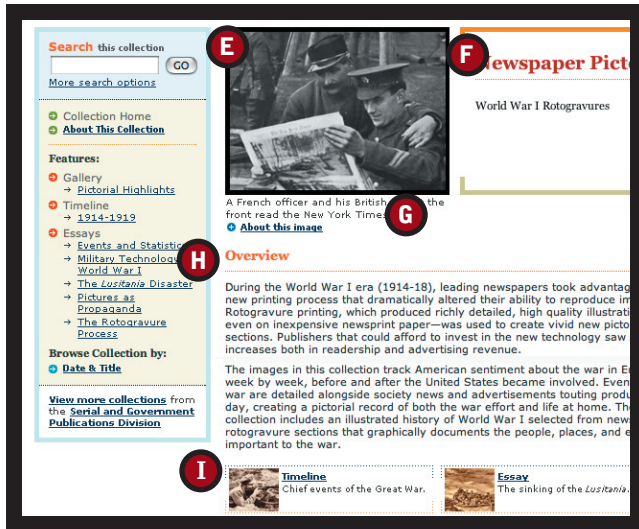 Search this collection
GO
More search options
Collection Home
About This Collection
Features:
Gallery
→ Pictorial Highlights
Timeline
→ 1914-1919
Essays
→ Events and Statistics
→ Military Technology
World War I
→ The Lusitania Disaster
→ Pictures as
Propaganda
→ The Rotogravure
Process
Browse Collection by:
Date & Title
View more collections from
the Serial and Government
Publications Division
E
F
Newspaper Pict
World War I Rotogravures
A French officer and his British the
front read the New York Times
G
About this image
H
Overview
During the World War I era (1914-18), leading newspapers took advantag
new printing process that dramatically altered their ability to reproduce im
Rotogravure printing, which produced richly detailed, high quality illustrati
even on inexpensive newsprint paper—was used to create vivid new picto
sections. Publishers that could afford to invest in the new technology saw
increases both in readership and advertising revenue.
The images in this collection track American sentiment about the war in E
week by week, before and after the United States became involved. Even
war are detailed alongside society news and advertisements touting produ
day, creating a pictorial record of both the war effort and life at home. The
collection includes an illustrated history of World War I selected from new
rotogravure sections that graphically documents the people, places, and e
important to the war.
I
Timeline
Chief events of the Great War.
Essay
The sinking of the Lusitania.